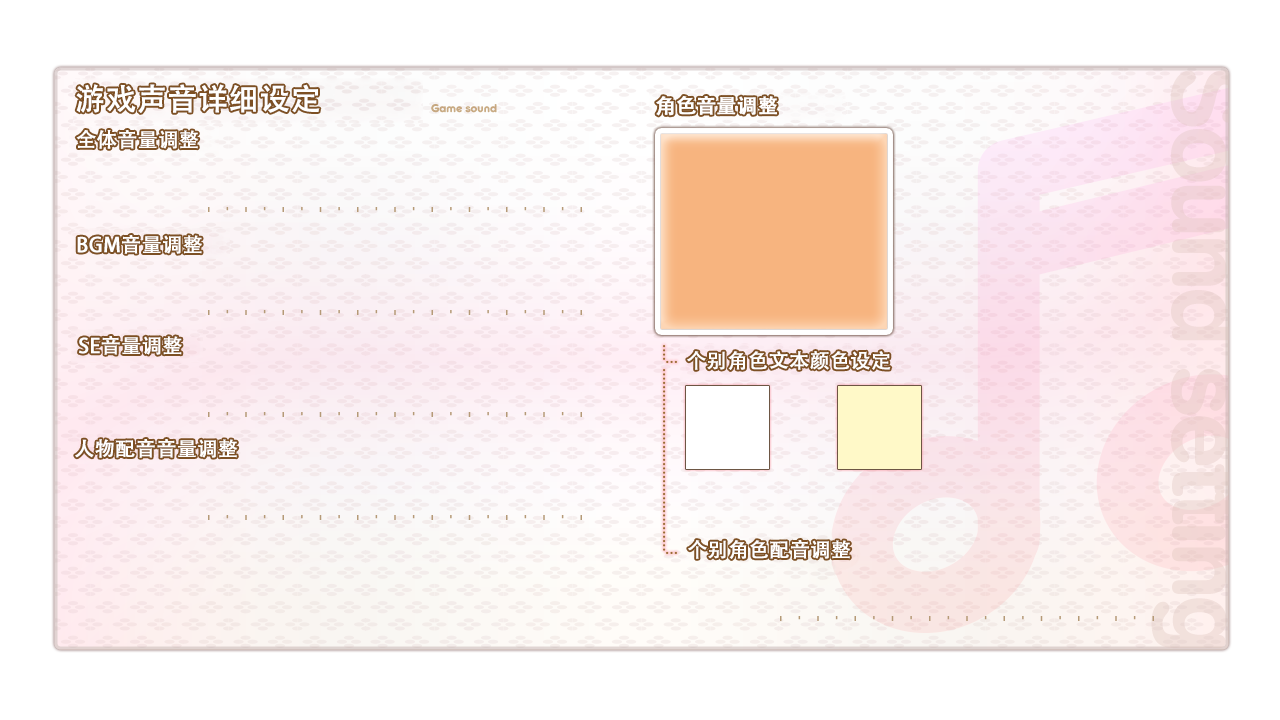 游戏声音详细设定
Game sound
全体音量调整
BGM音量调整
SE音量调整
人物配音音量调整
角色音量调整
个别角色文本颜色设定
个别角色配音调整
sound setting